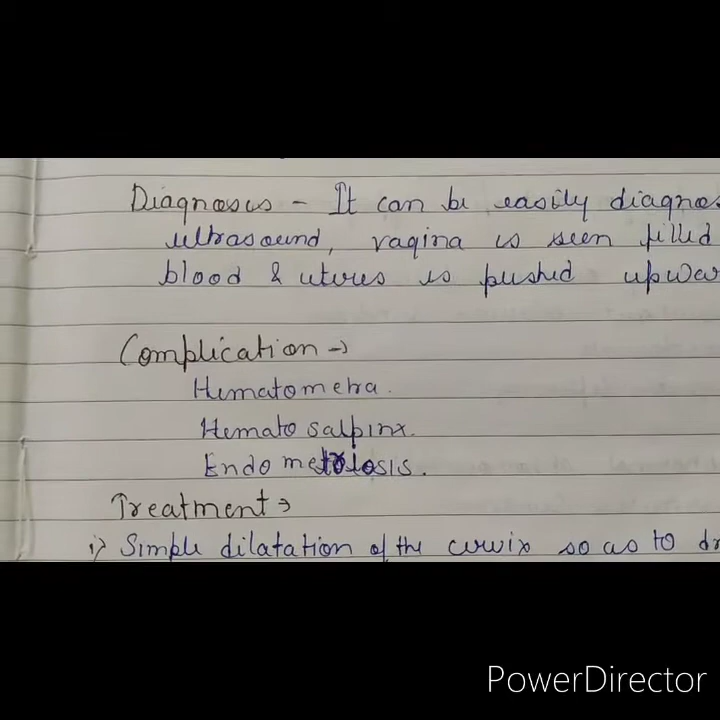 Diagnosis - It can be easily diagnos
ultrasound, vagina is seen filled
blood & uterus is pushed upwar
Complication →
Hematometra.
Hemato salpinx.
Endometriosis.
Treatment →
i) Simple dilatation of the cervix so as to dr
PowerDirector